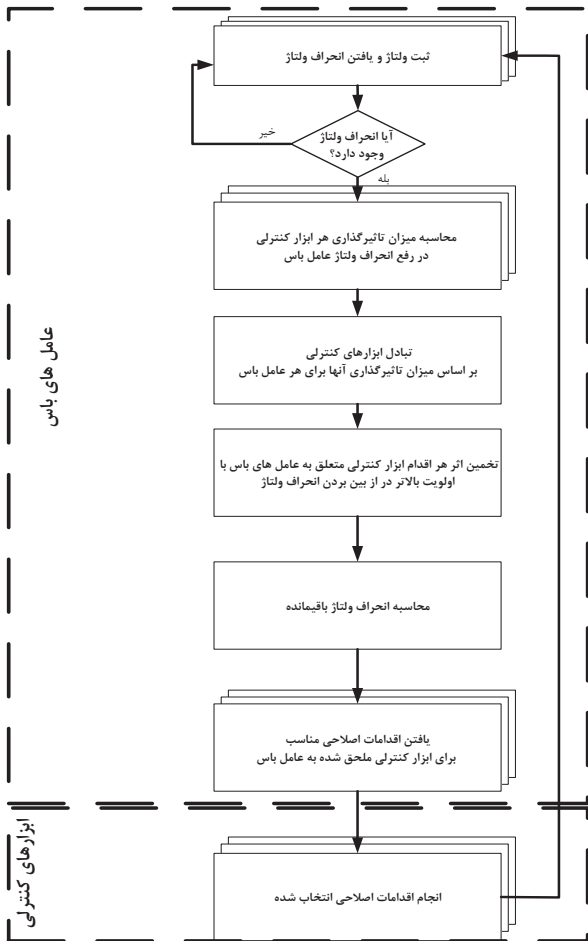 ثبت ولتاژ و یافتن انحراف ولتاژ
خیر
آیا انحراف ولتاژ
وجود دارد؟
بله
محاسبه میزان تاثیرگذاری هر ابزار کنترلی
در رفع انحراف ولتاژ عامل باس
تبادل ابزارهای کنترلی
بر اساس میزان تاثیرگذاری آنها برای هر عامل باس
عامل های باس
تخمین اثر هر اقدام ابزار کنترلی متعلق به عامل های باس با
اولویت بالاتر در از بین بردن انحراف ولتاژ
محاسبه انحراف ولتاژ باقیمانده
یافتن اقدامات اصلاحی مناسب
برای ابزار کنترلی ملحق شده به عامل باس
ابزارهای کنترلی
انجام اقدامات اصلاحی انتخاب شده